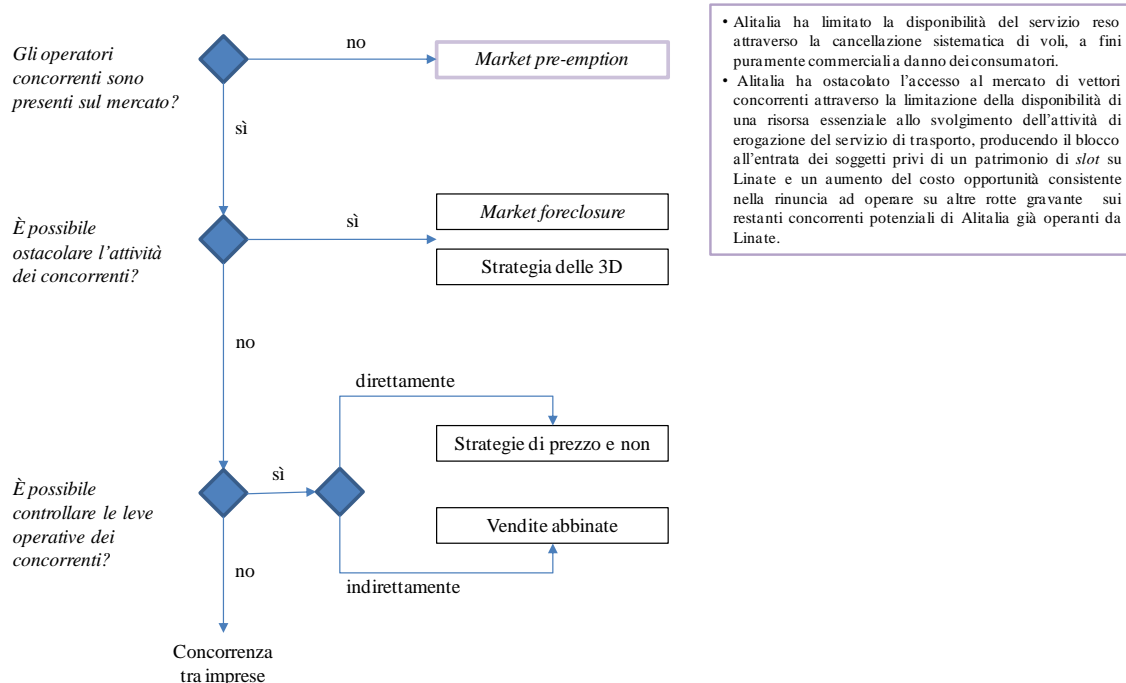 Gli operatori
concorrenti sono
presenti sul mercato?
no
Market pre-emption
sì
È possibile
ostacolare l'attività
dei concorrenti?
sì
Market foreclosure
Strategia delle 3D
no
direttamente
Strategie di prezzo e non
È possibile
controllare le leve
operative dei
concorrenti?
sì
Vendite abbinate
no
indirettamente
Concorrenza
tra imprese
• Alitalia ha limitato la disponibilità del servizio reso
attraverso la cancellazione sistematica di voli, a fini
puramente commerciali a danno dei consumatori.
• Alitalia ha ostacolato l'accesso al mercato di vettori
concorrenti attraverso la limitazione della disponibilità di
una risorsa essenziale allo svolgimento dell'attività di
erogazione del servizio di trasporto, producendo il blocco
all'entrata dei soggetti privi di un patrimonio di slot su
Linate e un aumento del costo opportunità consistente
nella rinuncia ad operare su altre rotte gravante sui
restanti concorrenti potenziali di Alitalia già operanti da
Linate.